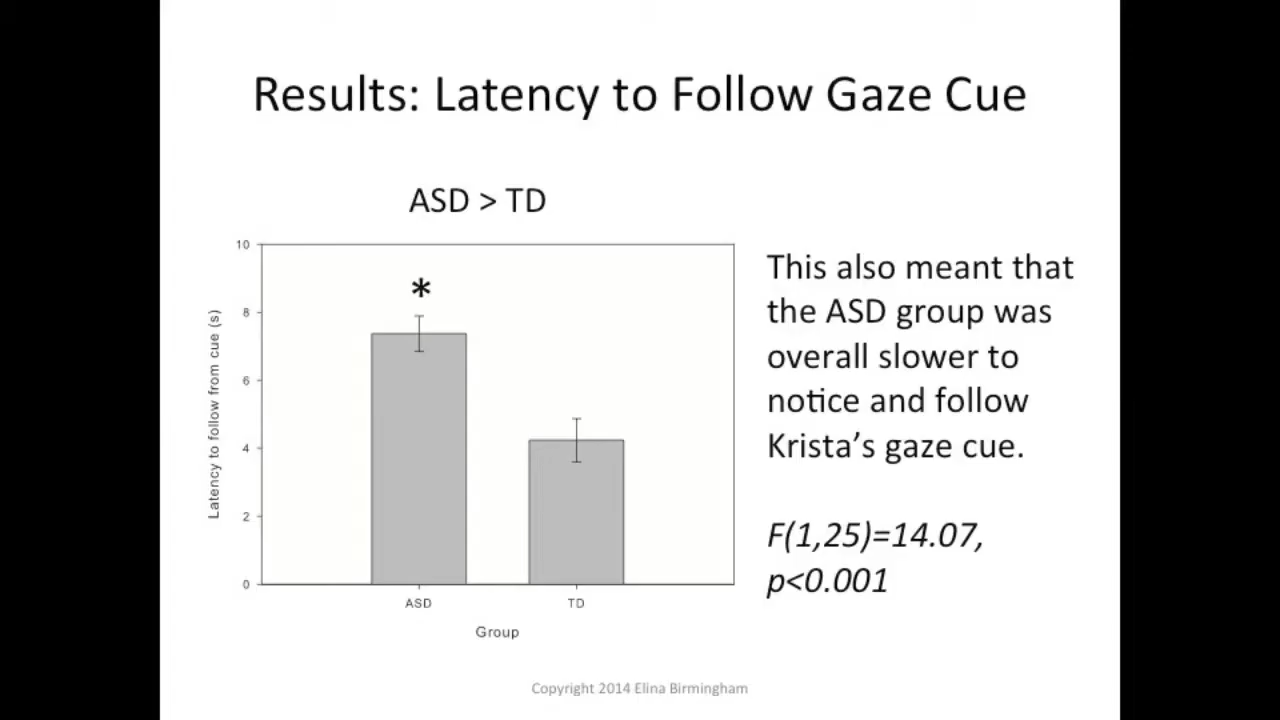 Results: Latency to Follow Gaze Cue
ASD > TD
10
8
6
4
2
0
Latency to follow from cue (s)
*
ASD
TD
Group
This also meant that
the ASD group was
overall slower to
notice and follow
Krista’s gaze cue.
F(1,25)=14.07,
p<0.001
Copyright 2014 Elina Birmingham